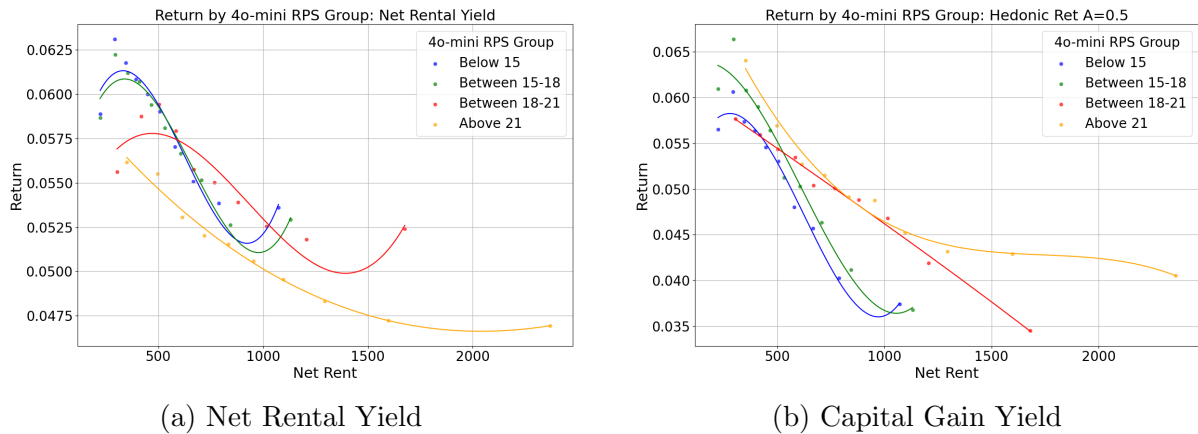 Return by 4o-mini RPS Group: Net Rental Yield
4o-mini RPS Group
Below 15
Between 15-18
Between 18-21
Above 21
0.0625
0.0600
0.0575
0.0550
0.0525
0.0500
0.0475
Return
500
1000
1500
2000
Net Rent
(a) Net Rental Yield
Return by 4o-mini RPS Group: Hedonic Ret A=0.5
4o-mini RPS Group
Below 15
Between 15-18
Between 18-21
Above 21
0.065
0.060
0.055
0.050
0.045
0.040
0.035
Return
500
1000
1500
2000
Net Rent
(b) Capital Gain Yield